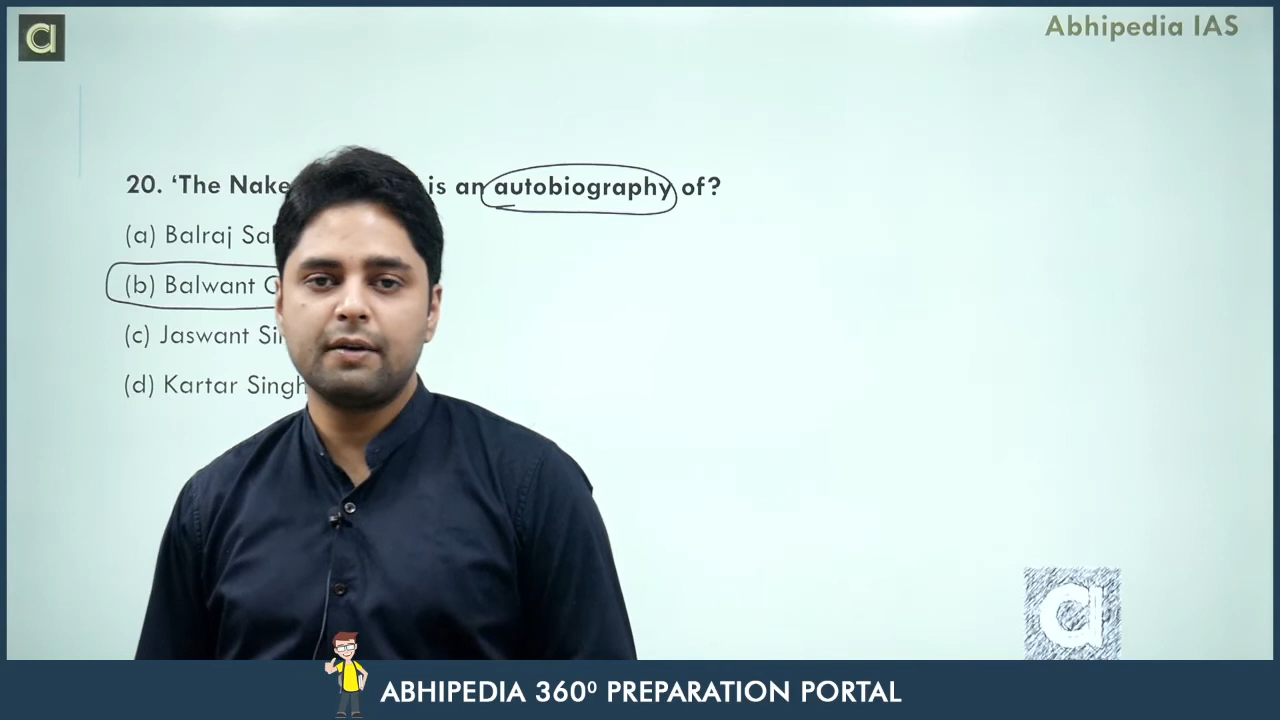 Abhipedia IAS
20. ‘The Nake is an autobiography of?
(a) Balraj Sa
(b) Balwant
(c) Jaswant Si
(d) Kartar Singh
ABHIPEDIA 360⁰ PREPARATION PORTAL